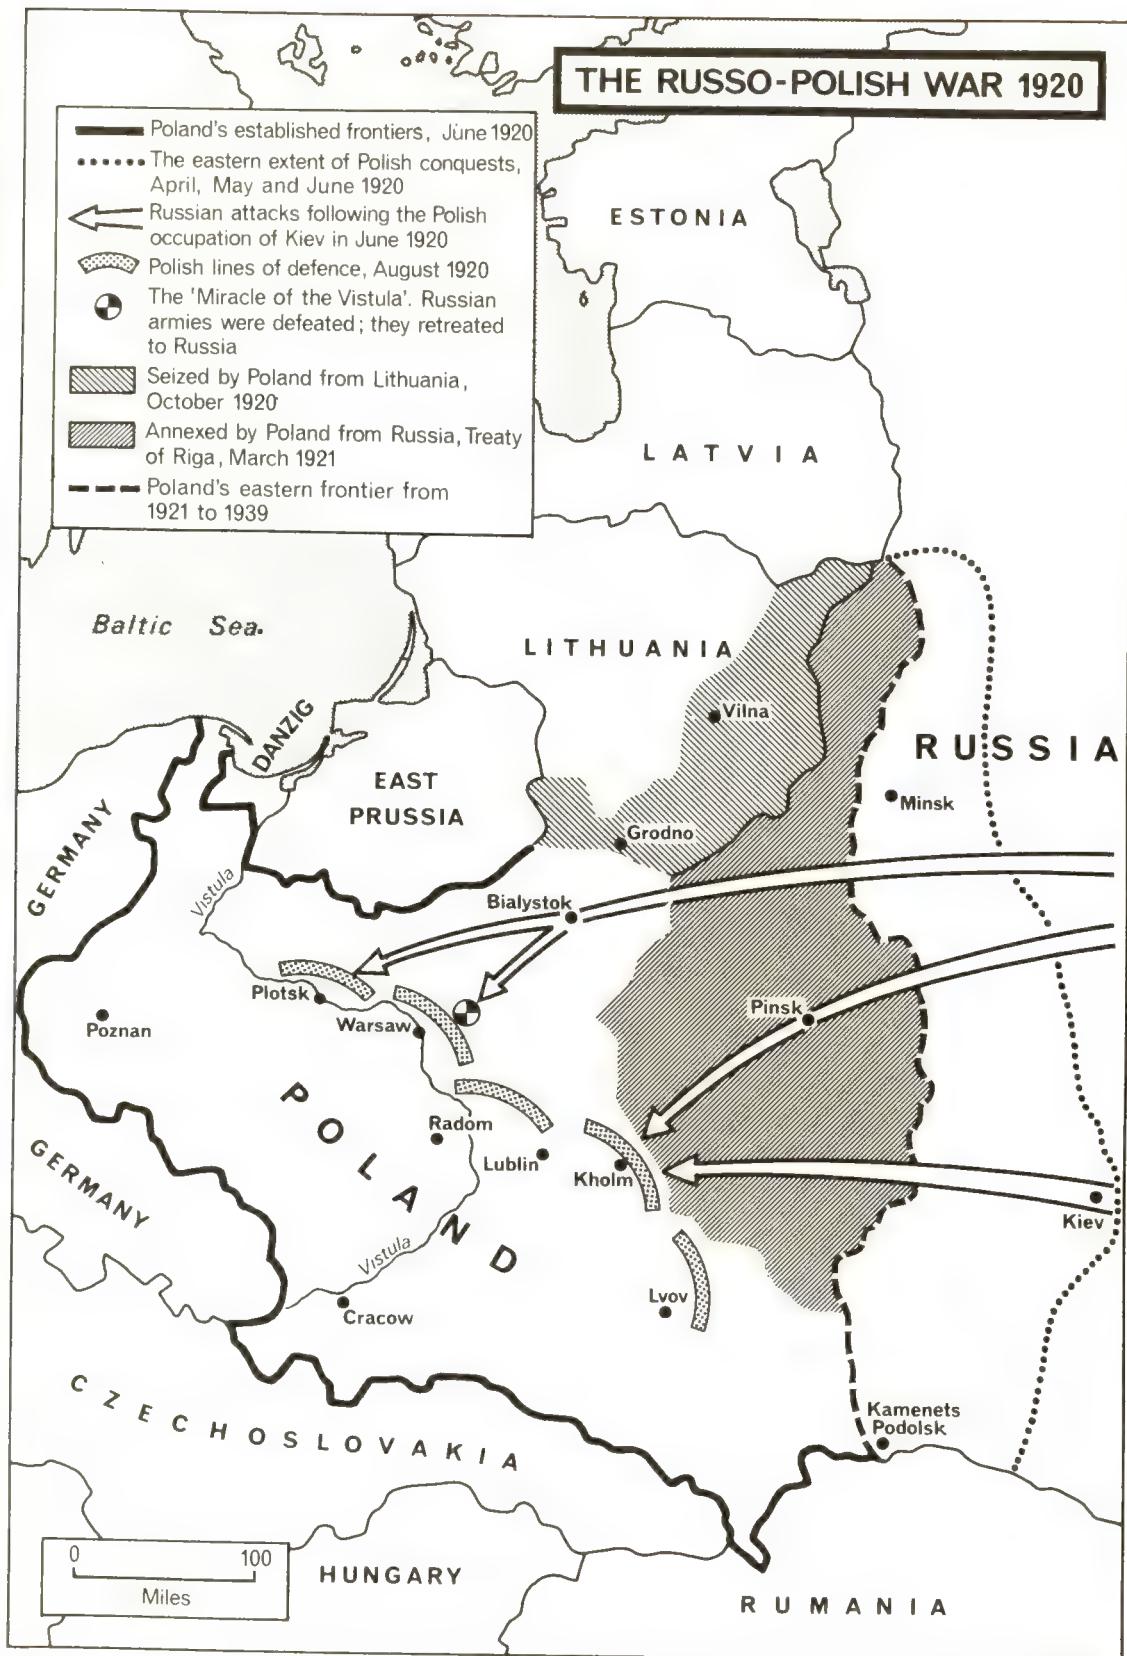 THE RUSSO-POLISH WAR 1920
Poland's established frontiers, June 1920
The eastern extent of Polish conquests,
April, May and June 1920
Russian attacks following the Polish
occupation of Kiev in June 1920
Polish lines of defence, August 1920
The 'Miracle of the Vistula'. Russian
armies were defeated; they retreated
to Russia
Seized by Poland from Lithuania,
October 1920
Annexed by Poland from Russia, Treaty
of Riga, March 1921
Poland's eastern frontier from
1921 to 1939
ESTONIA
LATVIA
Baltic Sea.
LITHUANIA
Vilna
DANZIG
RUSSIA
EAST
PRUSSIA
Minsk
GERMANY
Grodno
Vistula
Bialystok
Plotsk
Pinsk
Poznan
Warsaw
POLAND
Radom
Lublin
Kholm
GERMANY
Kiev
Vistula
Lvov
Cracow
CZECHOSLOVAKIA
Kamenets
Podolsk
0 100
Miles
HUNGARY
RUMANIA